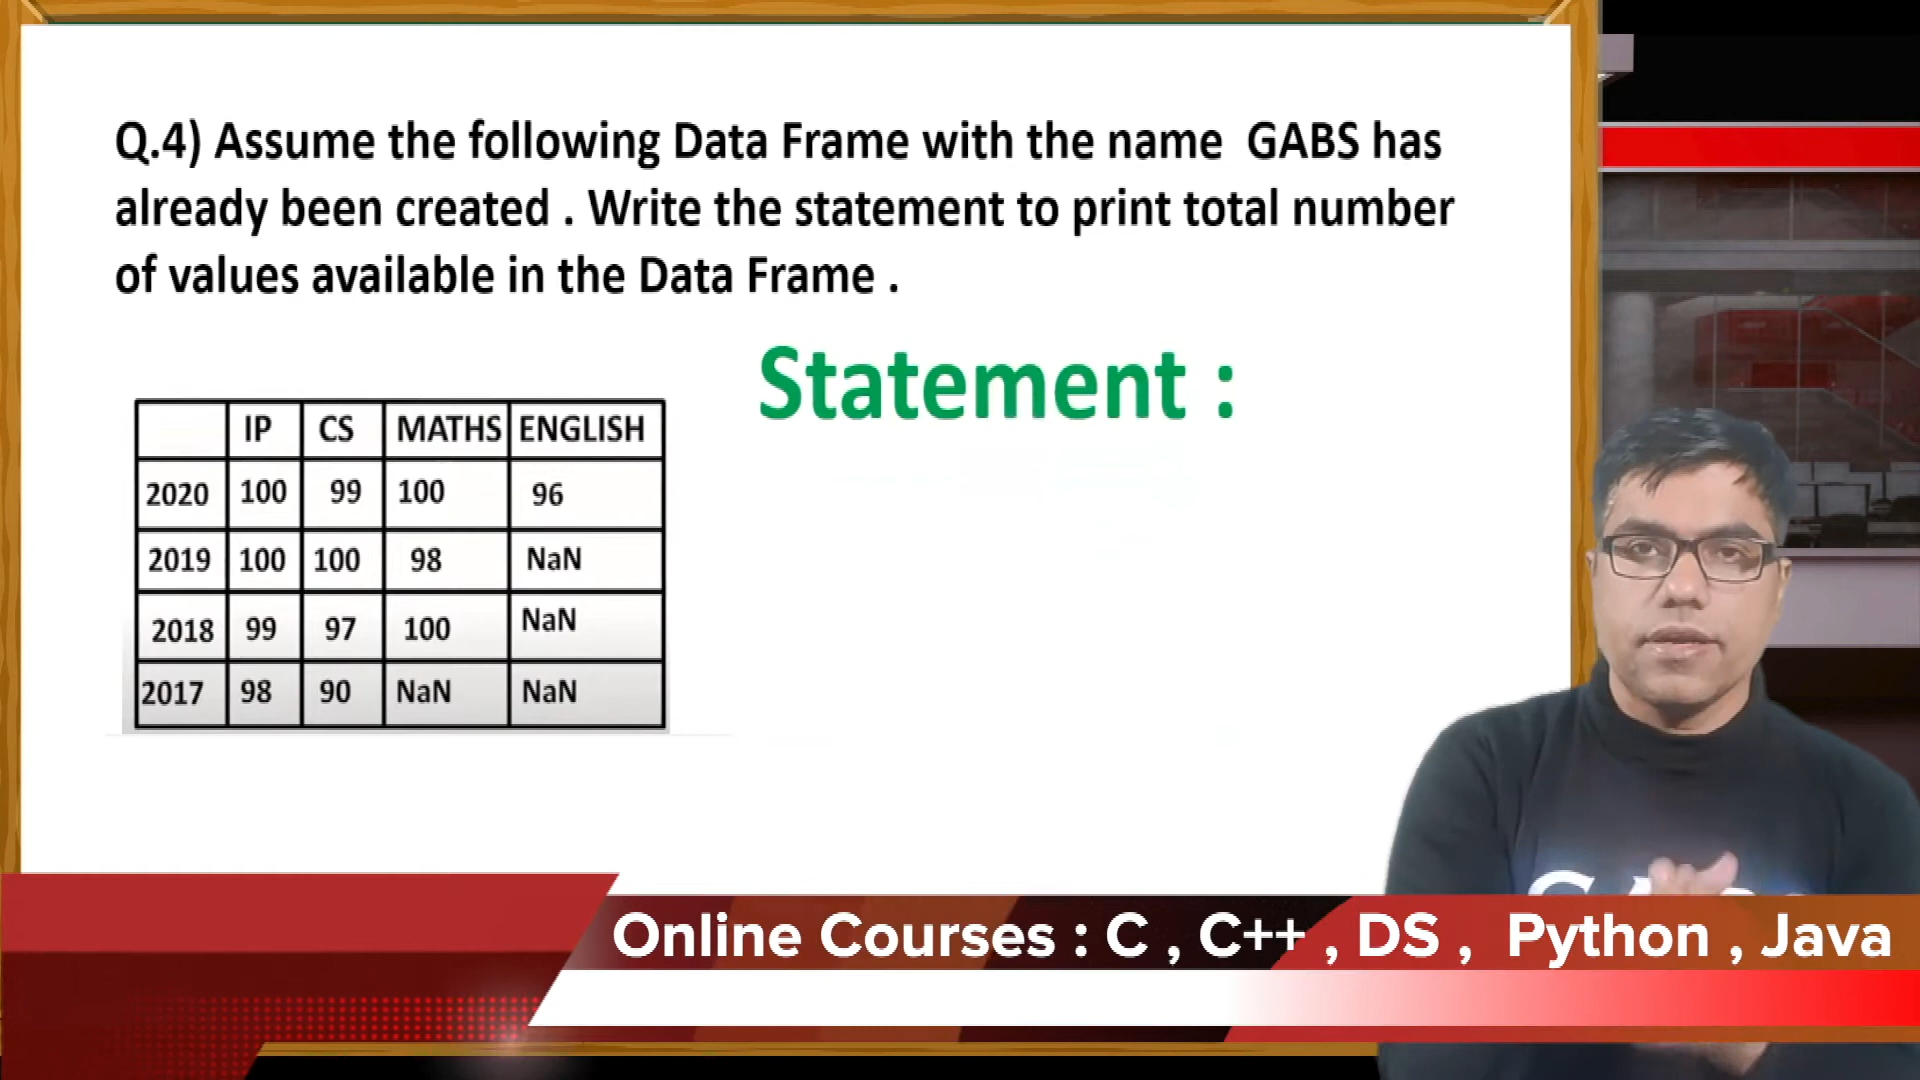 Q.4) Assume the following Data Frame with the name GABS has
already been created . Write the statement to print total number
of values available in the Data Frame .
Statement :
IP CS MATHS ENGLISH
2020 100 99 100 96
2019 100 100 98 NaN
2018 99 97 100 NaN
2017 98 90 NaN NaN
Online Courses : C , C++ , DS , Python , Java